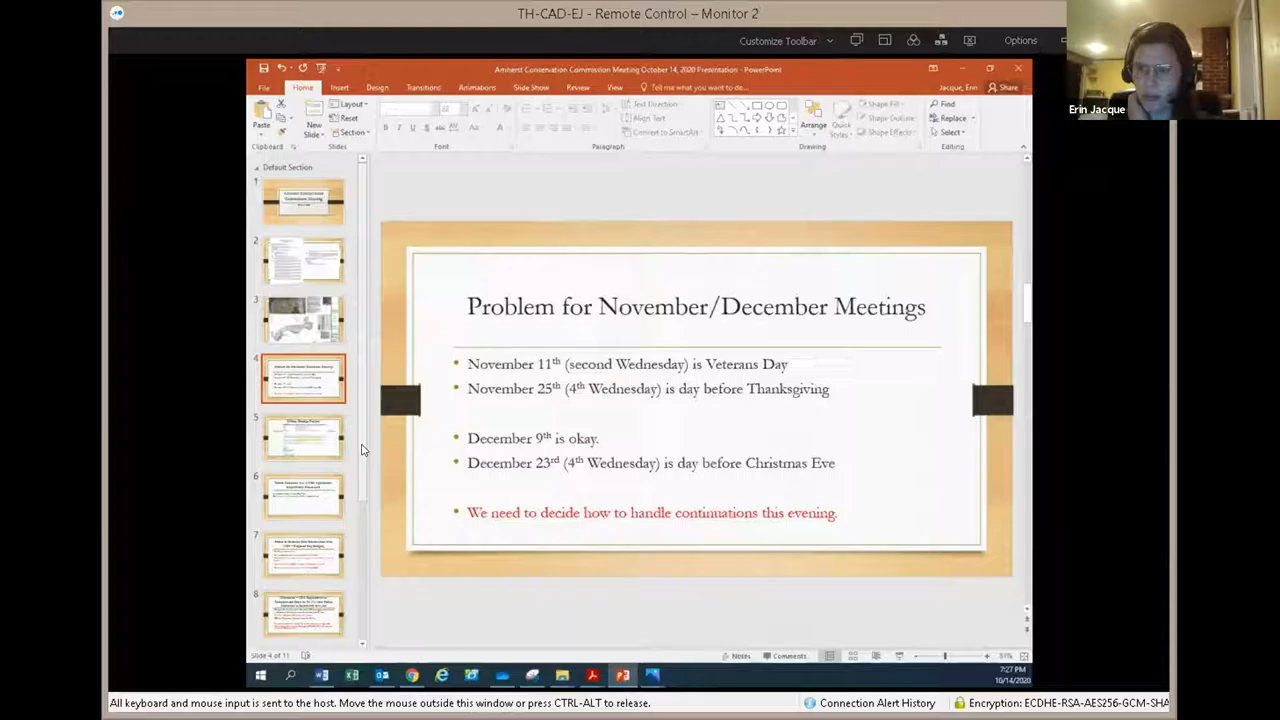 TH-CAD-EJ - Remote Control – Monitor 2
Customize Toolbar
Options
Erin Jacque
Amherst Conservation Commission Meeting October 14, 2020 Presentation - PowerPoint
File Home Insert Design Transitions Animations Slide Show Review View Tell me what you want to do... Jacque, Erin Share
Paste
New Slide
Layout
Reset
Section
Text Direction
Align Text
Convert to SmartArt
Arrange
Quick Styles
Shape Fill
Shape Outline
Shape Effects
Find
Replace
Select
Clipboard Slides Font Paragraph Drawing Editing
Default Section
1
2
3
4
5
6
7
8
Problem for November/December Meetings
• November 11th (second Wednesday) is Veterans Day
• November 25th (4th Wednesday) is day before Thanksgiving
• December 9th is okay.
• December 23rd (4th Wednesday) is day before Christmas Eve
• We need to decide how to handle continuations this evening.
Slide 4 of 11
Notes Comments
7:27 PM
10/14/2020
All keyboard and mouse input is sent to the host. Move the mouse outside this window or press CTRL-ALT to release.
Connection Alert History
Encryption: ECDHE-RSA-AES256-GCM-SHA